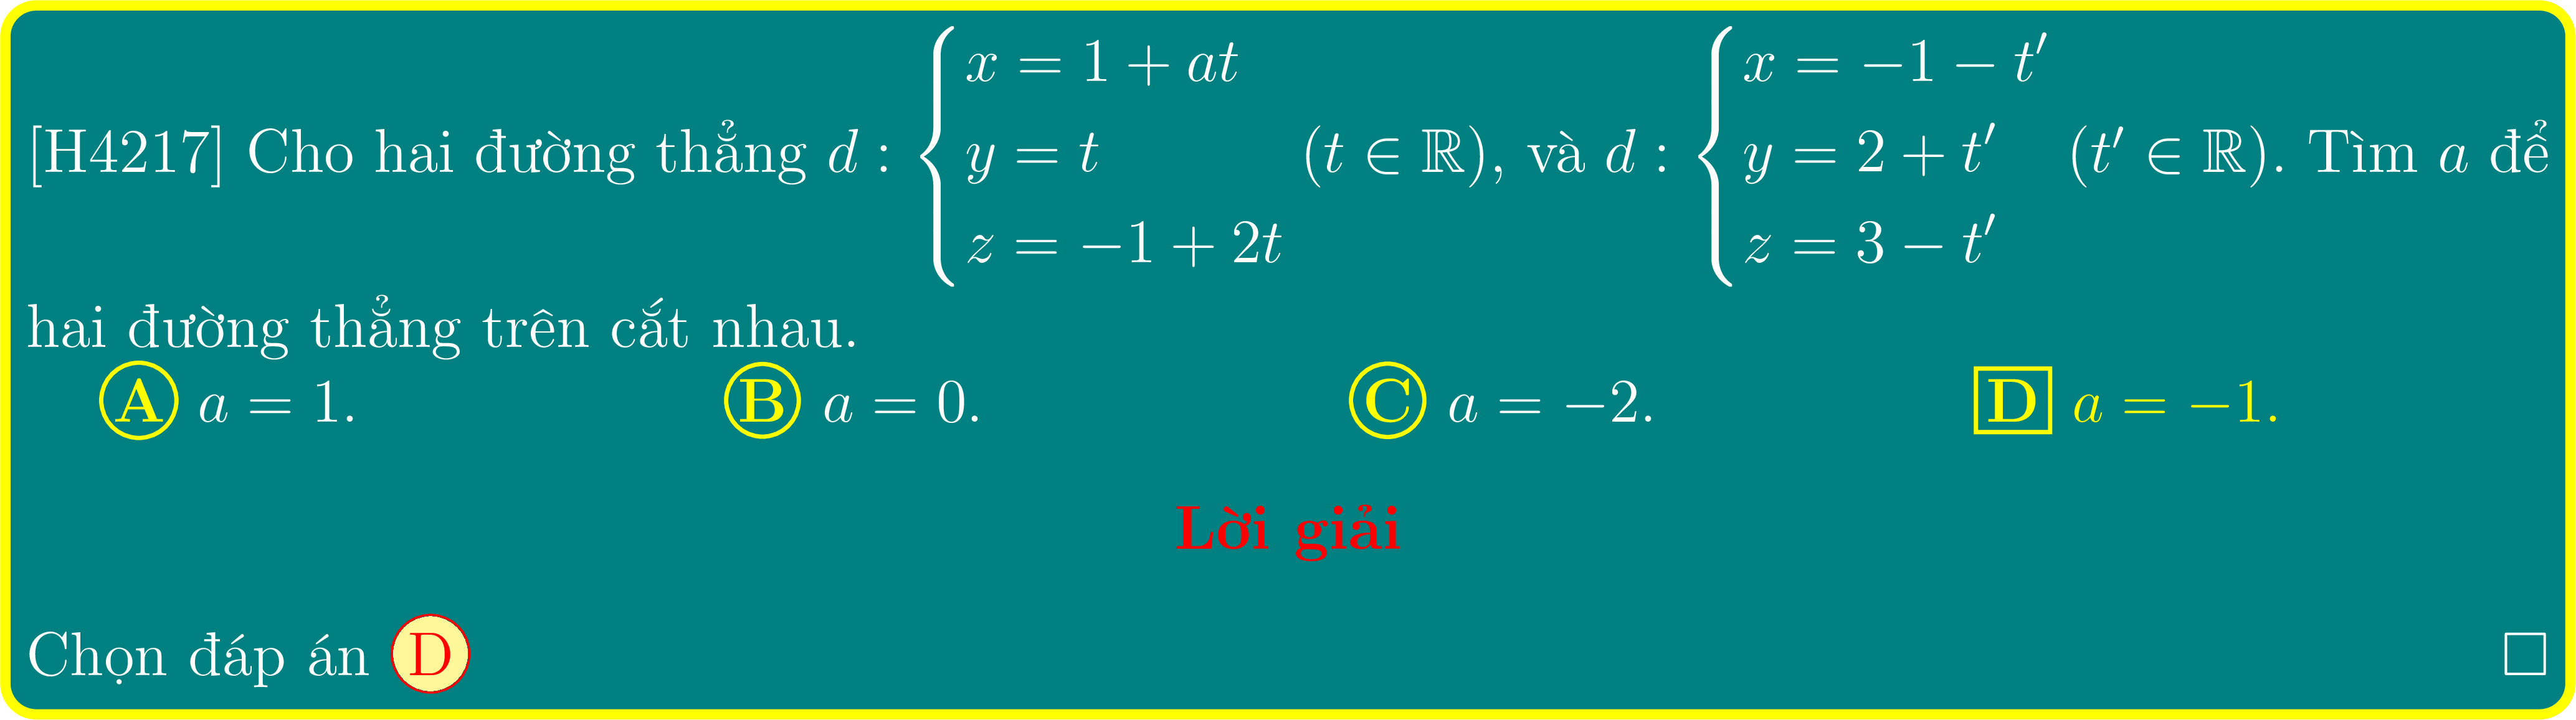 [H4217] Cho hai đường thẳng $d : \begin{cases} x = 1 + at \\ y = t \\ z = -1 + 2t \end{cases} (t \in \mathbb{R})$, và $d : \begin{cases} x = -1 - t' \\ y = 2 + t' \\ z = 3 - t' \end{cases} (t' \in \mathbb{R})$. Tìm $a$ để
hai đường thẳng trên cắt nhau.
A $a = 1$. B $a = 0$. C $a = -2$. D $a = -1$.
Lời giải
Chọn đáp án D □